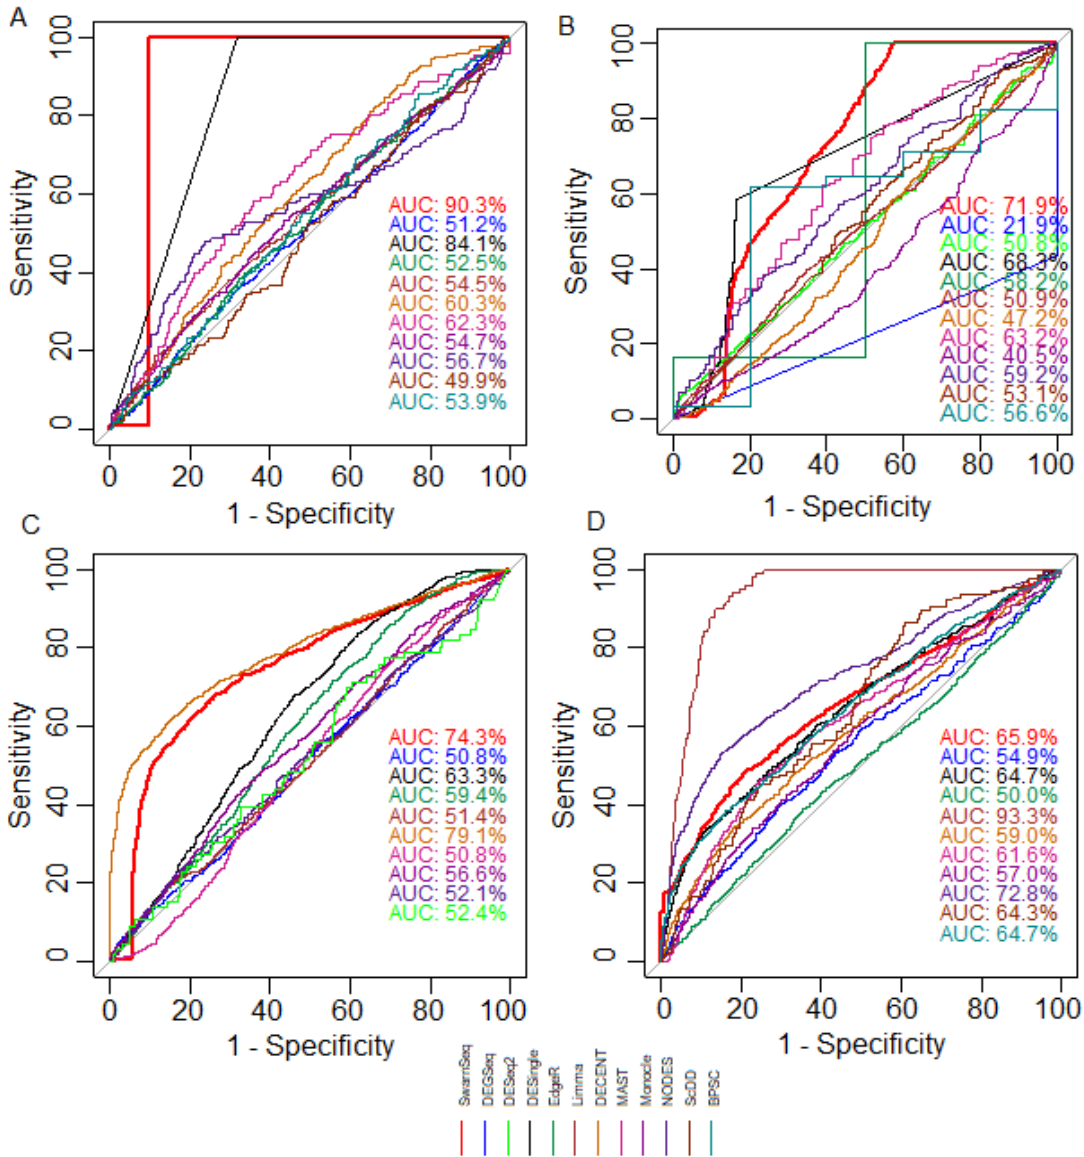 A
Sensitivity
0 20 40 60 80 100
AUC: 90.3%
AUC: 51.2%
AUC: 84.1%
AUC: 52.5%
AUC: 54.5%
AUC: 60.3%
AUC: 62.3%
AUC: 54.7%
AUC: 56.7%
AUC: 49.9%
AUC: 53.9%
0 20 40 60 80 100
1 - Specificity
B
Sensitivity
0 20 40 60 80 100
AUC: 71.9%
AUC: 21.9%
AUC: 50.8%
AUC: 68.3%
AUC: 58.2%
AUC: 50.9%
AUC: 47.2%
AUC: 63.2%
AUC: 40.5%
AUC: 59.2%
AUC: 53.1%
AUC: 56.6%
0 20 40 60 80 100
1 - Specificity
C
Sensitivity
0 20 40 60 80 100
AUC: 74.3%
AUC: 50.8%
AUC: 63.3%
AUC: 59.4%
AUC: 51.4%
AUC: 79.1%
AUC: 50.8%
AUC: 56.6%
AUC: 52.1%
AUC: 52.4%
0 20 40 60 80 100
1 - Specificity
D
Sensitivity
0 20 40 60 80 100
AUC: 65.9%
AUC: 54.9%
AUC: 64.7%
AUC: 50.0%
AUC: 93.3%
AUC: 59.0%
AUC: 61.6%
AUC: 57.0%
AUC: 72.8%
AUC: 64.3%
AUC: 64.7%
0 20 40 60 80 100
1 - Specificity
SwarnSeq
DEGSeq
DESeq2
DESingle
EdgeR
Limma
DECENT
MAST
Monocle
NODES
ScDD
BPSC